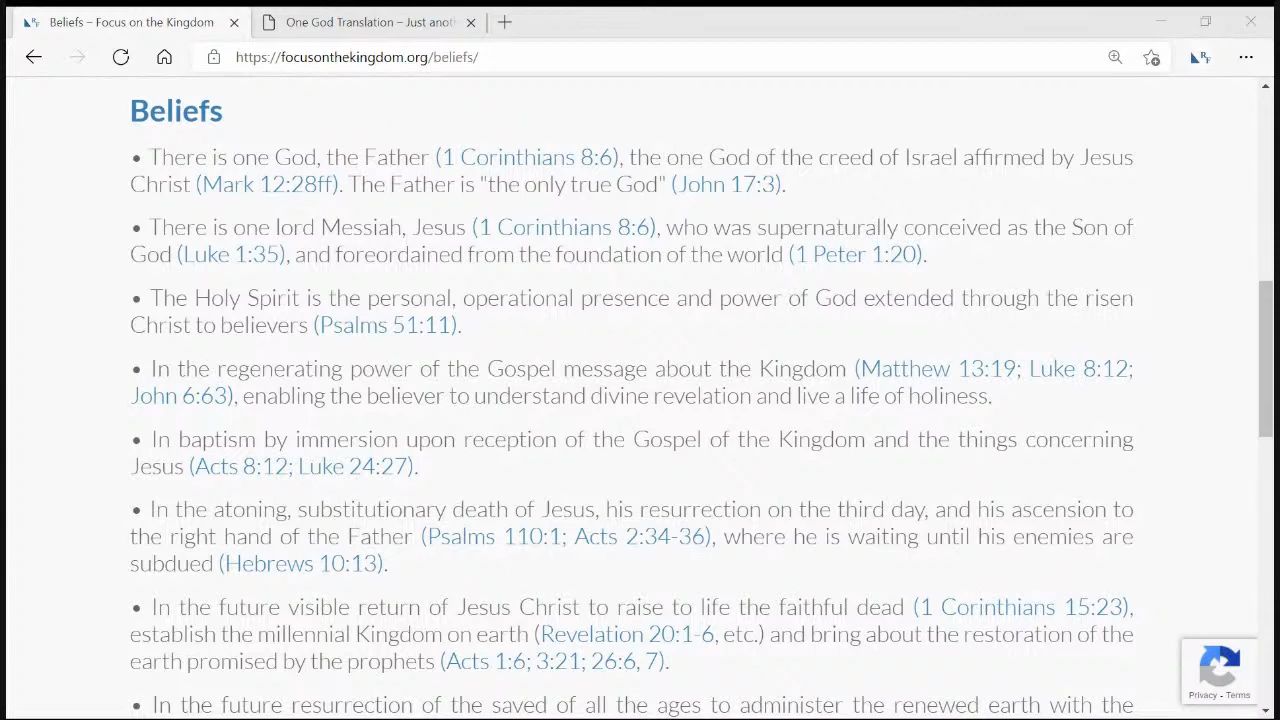 Beliefs – Focus on the Kingdom
One God Translation – Just anot
https://focusonthekingdom.org/beliefs/
Beliefs
• There is one God, the Father (1 Corinthians 8:6), the one God of the creed of Israel affirmed by Jesus
Christ (Mark 12:28ff). The Father is "the only true God" (John 17:3).
• There is one lord Messiah, Jesus (1 Corinthians 8:6), who was supernaturally conceived as the Son of
God (Luke 1:35), and foreordained from the foundation of the world (1 Peter 1:20).
• The Holy Spirit is the personal, operational presence and power of God extended through the risen
Christ to believers (Psalms 51:11).
• In the regenerating power of the Gospel message about the Kingdom (Matthew 13:19; Luke 8:12;
John 6:63), enabling the believer to understand divine revelation and live a life of holiness.
• In baptism by immersion upon reception of the Gospel of the Kingdom and the things concerning
Jesus (Acts 8:12; Luke 24:27).
• In the atoning, substitutionary death of Jesus, his resurrection on the third day, and his ascension to
the right hand of the Father (Psalms 110:1; Acts 2:34-36), where he is waiting until his enemies are
subdued (Hebrews 10:13).
• In the future visible return of Jesus Christ to raise to life the faithful dead (1 Corinthians 15:23),
establish the millennial Kingdom on earth (Revelation 20:1-6, etc.) and bring about the restoration of the
earth promised by the prophets (Acts 1:6; 3:21; 26:6, 7).
Privacy - Terms
• In the future resurrection of the saved of all the ages to administer the renewed earth with the